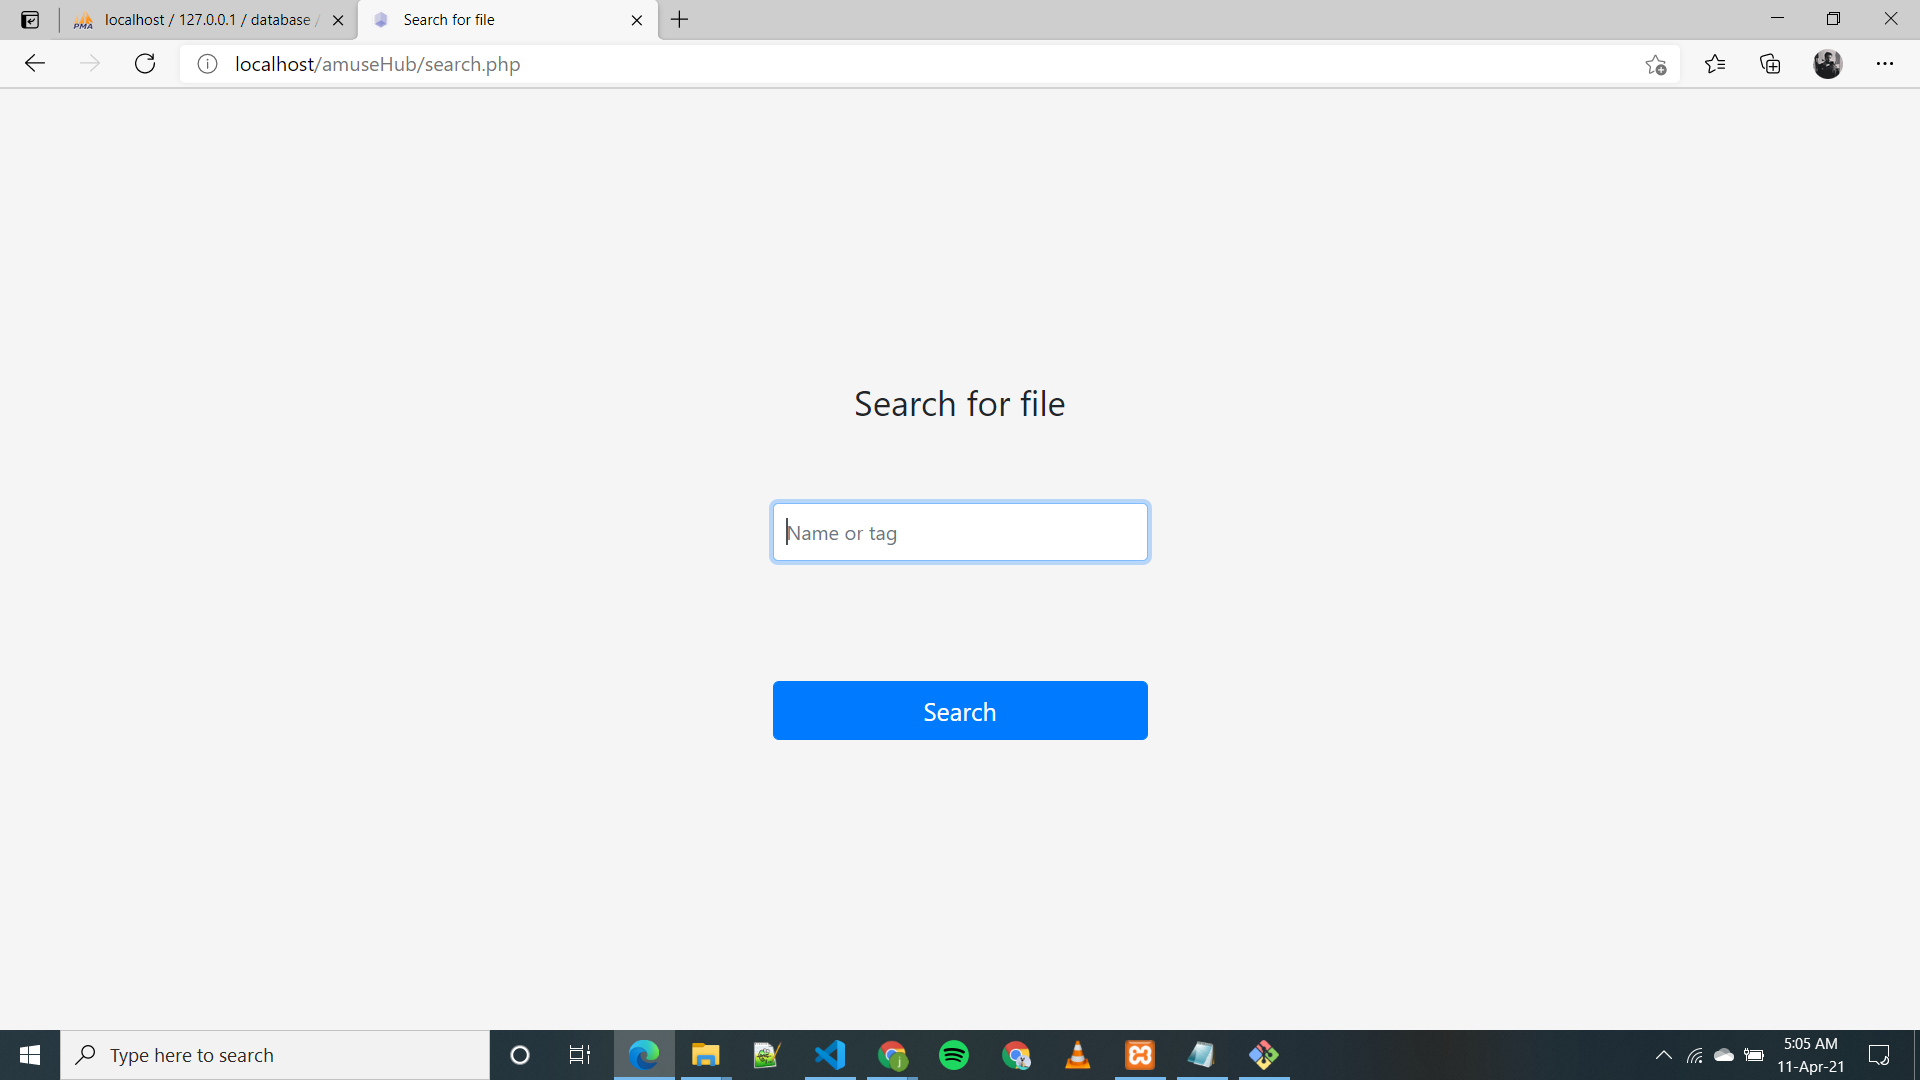 localhost / 127.0.0.1 / database /
Search for file
localhost/amuseHub/search.php
Search for file
Name or tag
Search
Type here to search
5:05 AM
11-Apr-21